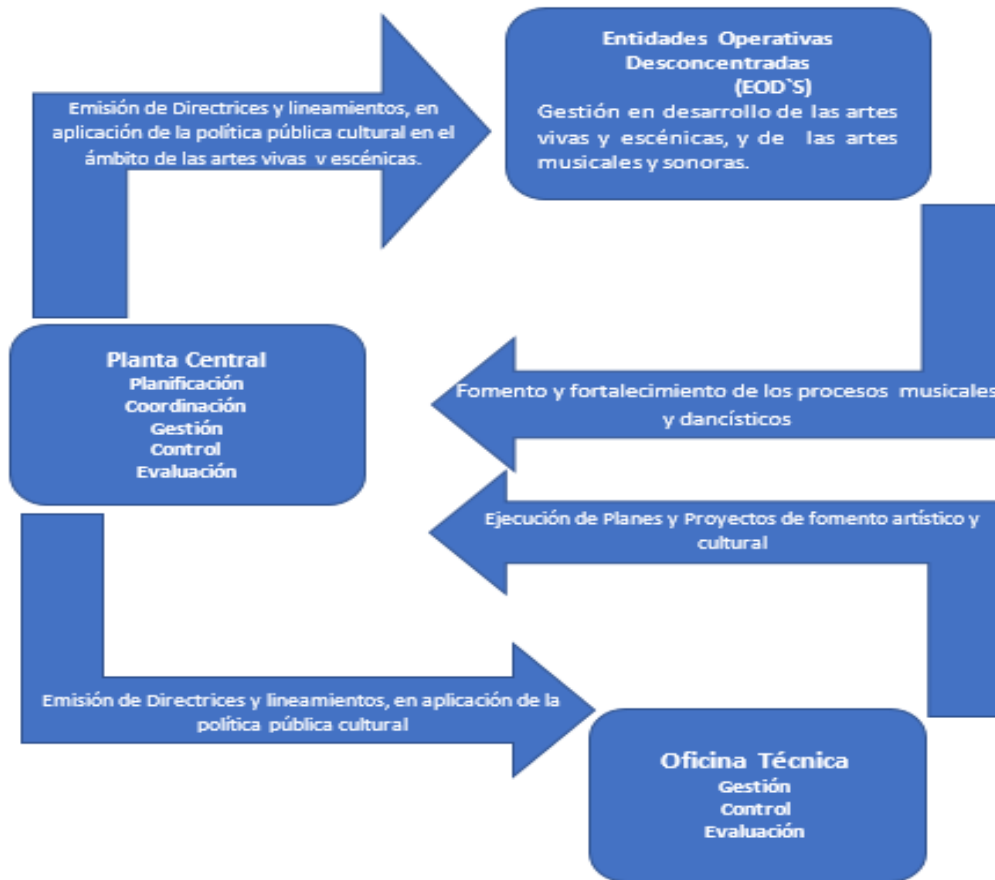 Entidades Operativas
Desconcentradas
(EOD`S)
Gestión en desarrollo de las artes
vivas y escénicas, y de las artes
musicales y sonoras.
Emisión de Directrices y lineamientos, en
aplicación de la política pública cultural en el
ámbito de las artes vivas v escénicas.
Planta Central
Planificación
Coordinación
Gestión
Control
Evaluación
Fomento y fortalecimiento de los procesos musicales
y dancísticos
Ejecución de Planes y Proyectos de fomento artístico y
cultural
Emisión de Directrices y lineamientos, en aplicación de la
política pública cultural
Oficina Técnica
Gestión
Control
Evaluación